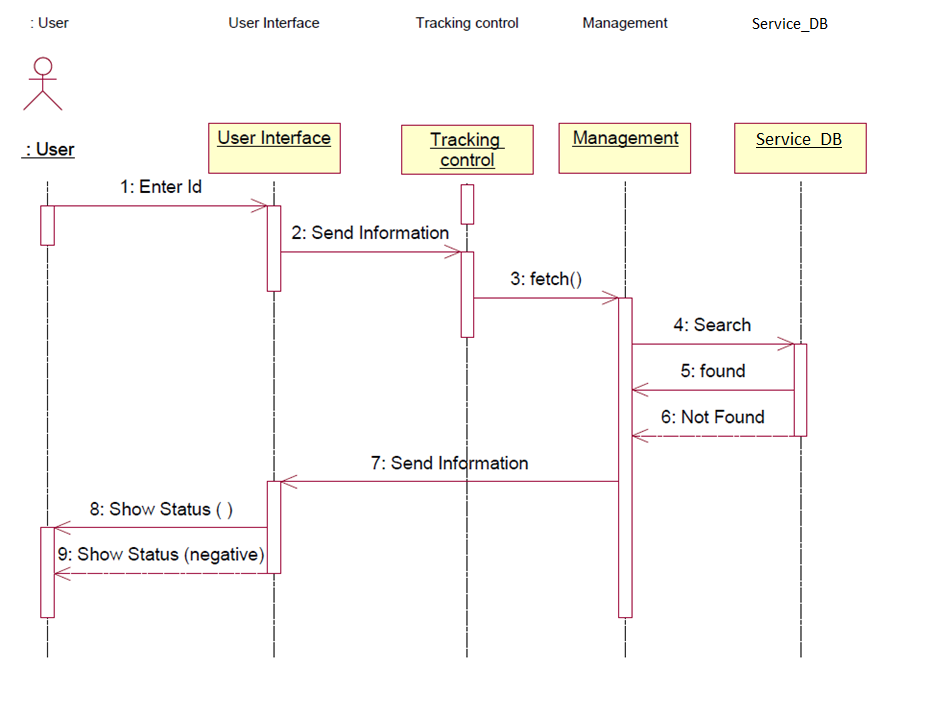 : User
User Interface
Tracking control
Management
Service_DB
: User
User Interface
Tracking
control
Management
Service_DB
1: Enter Id
2: Send Information
3: fetch()
4: Search
5: found
6: Not Found
7: Send Information
8: Show Status ( )
9: Show Status (negative)